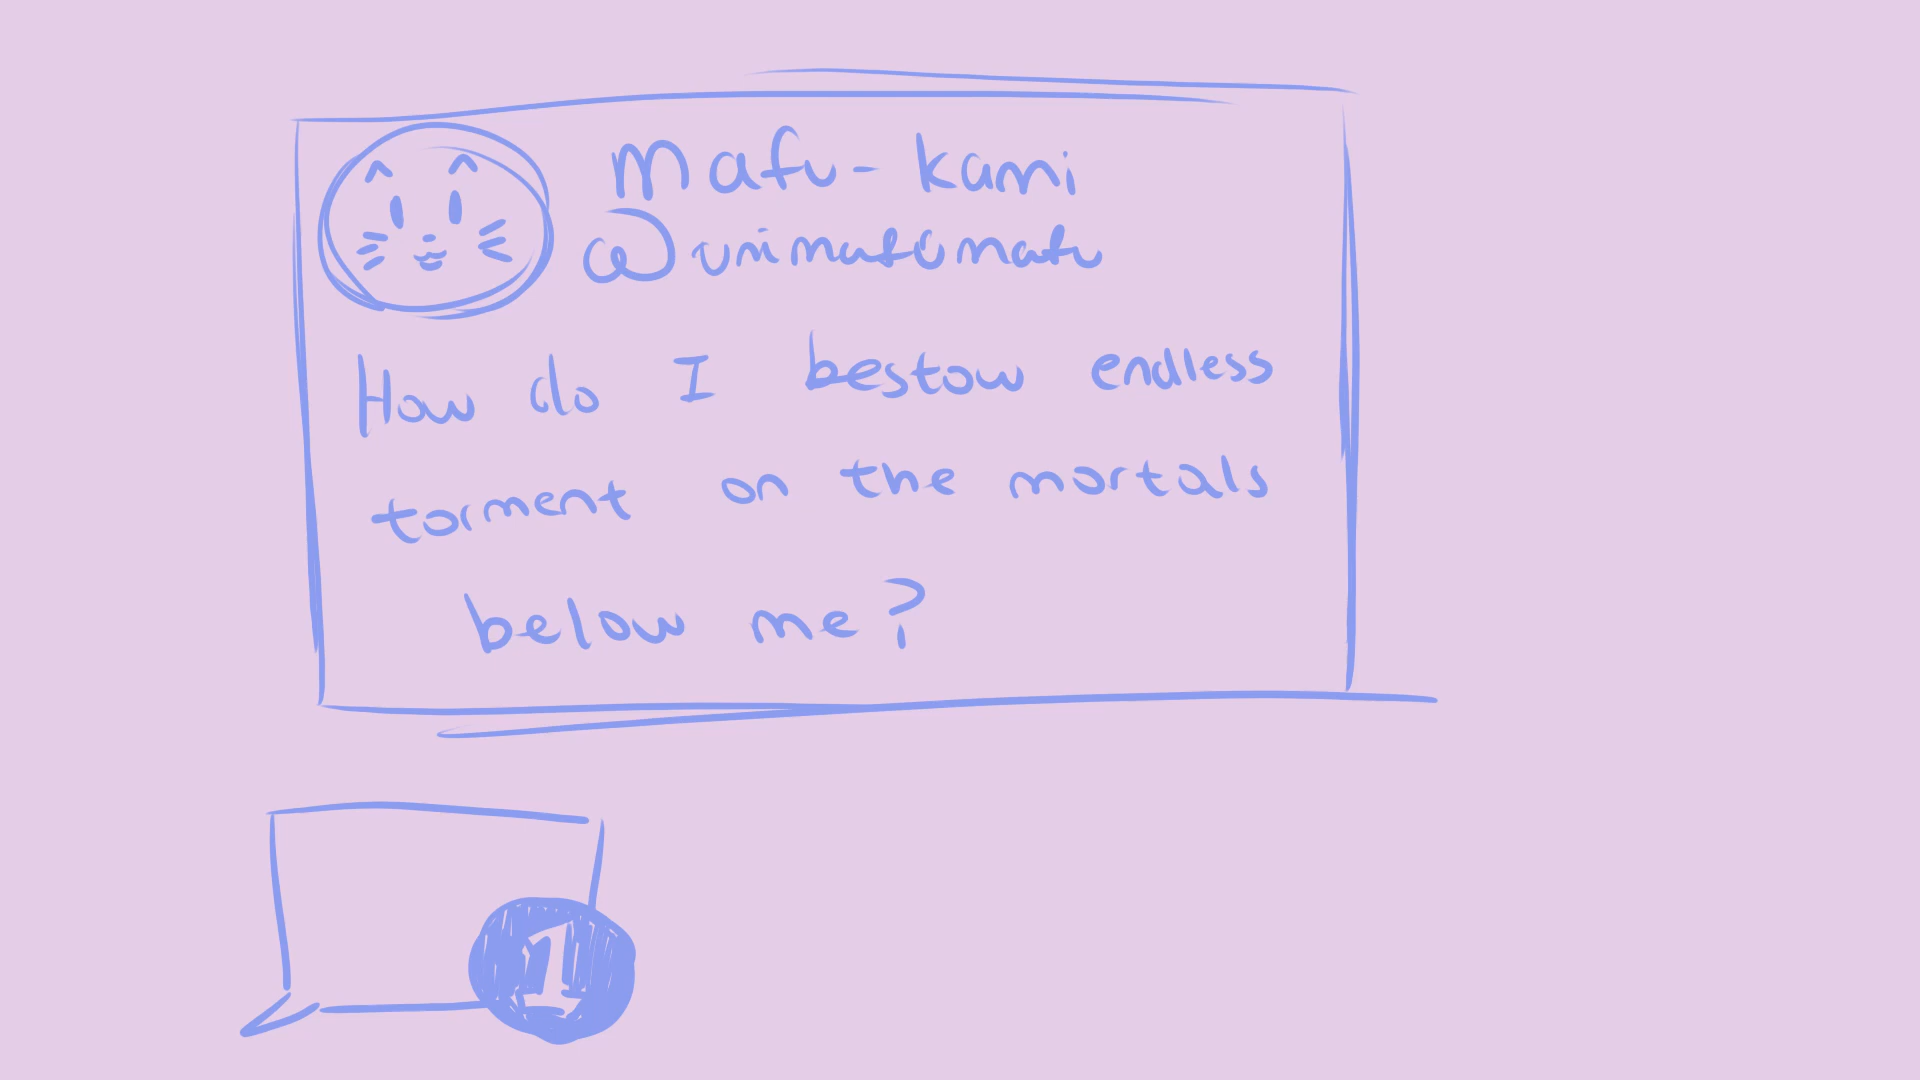 Mafu-kami
@unimafumafu
How do I bestow endless
torment on the mortals
below me?
1